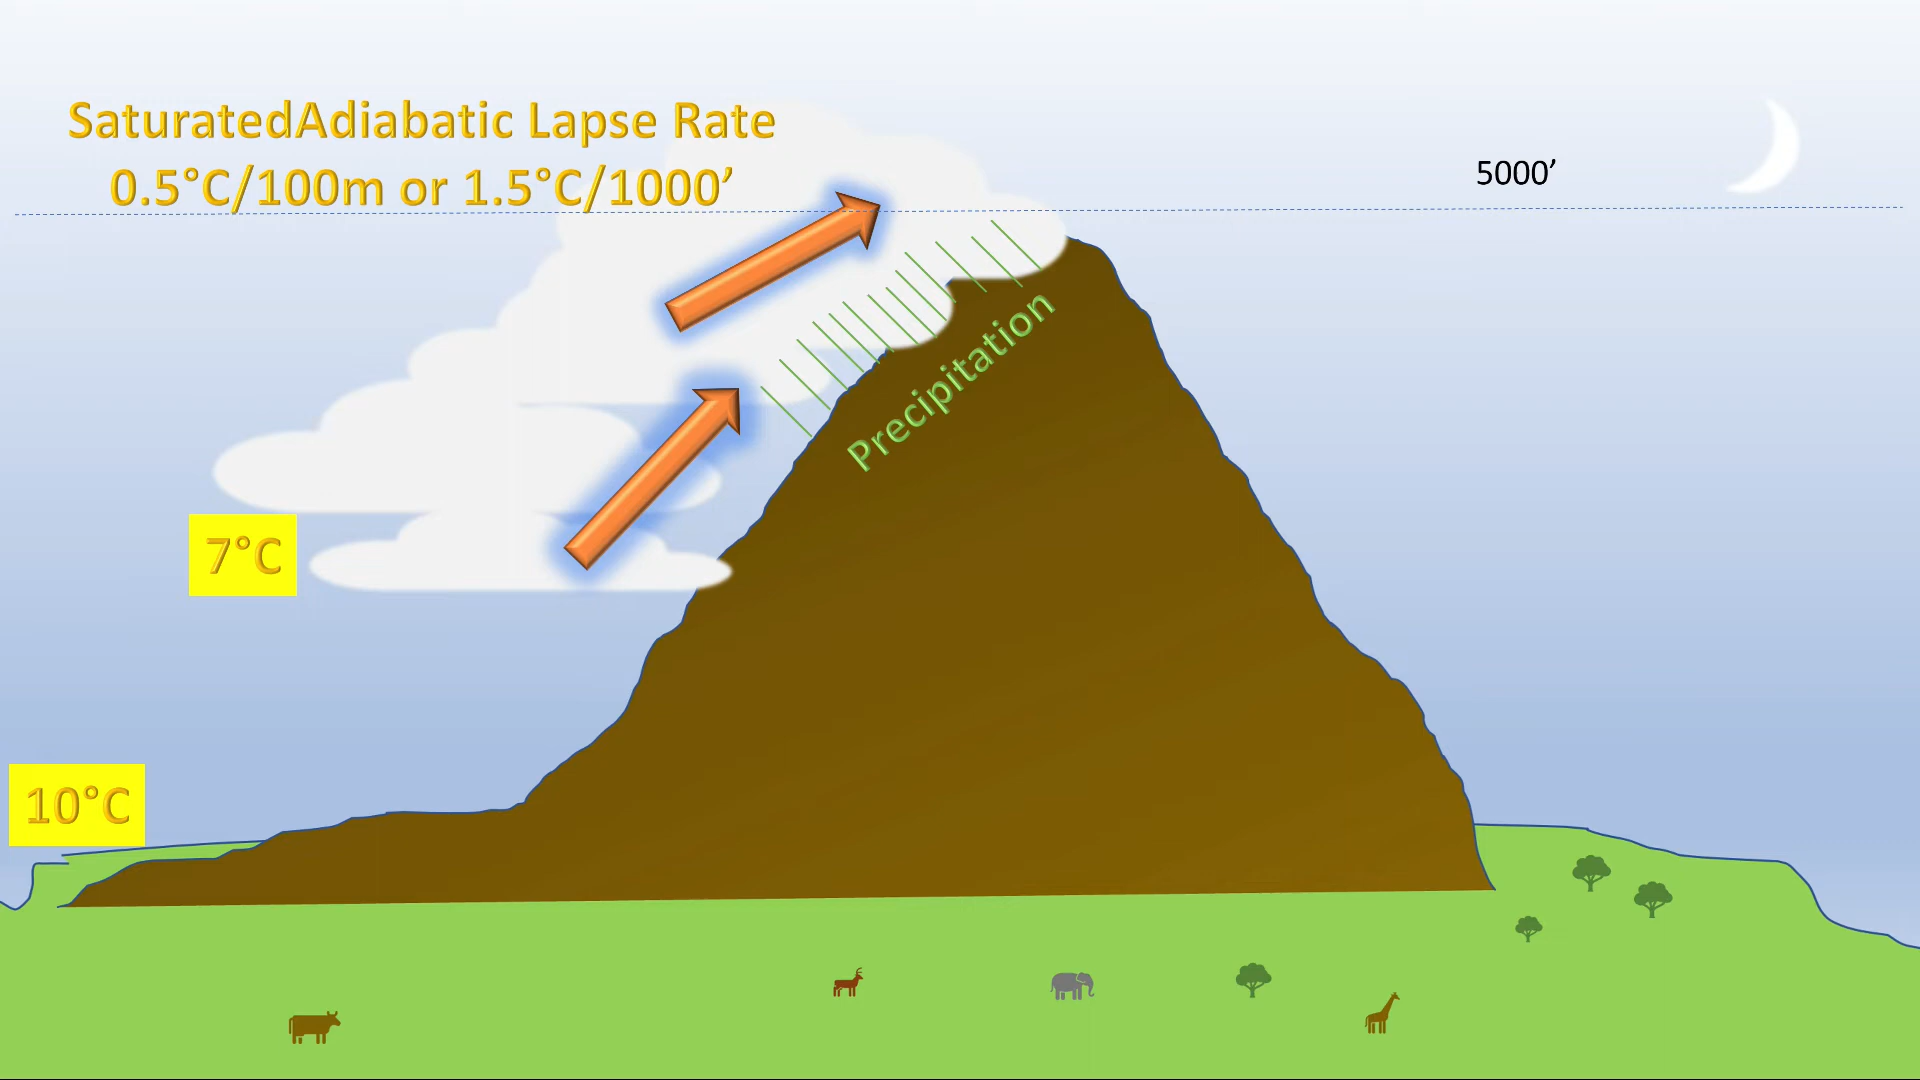 SaturatedAdiabatic Lapse Rate
0.5°C/100m or 1.5°C/1000’
5000’
Precipitation
7°C
10°C